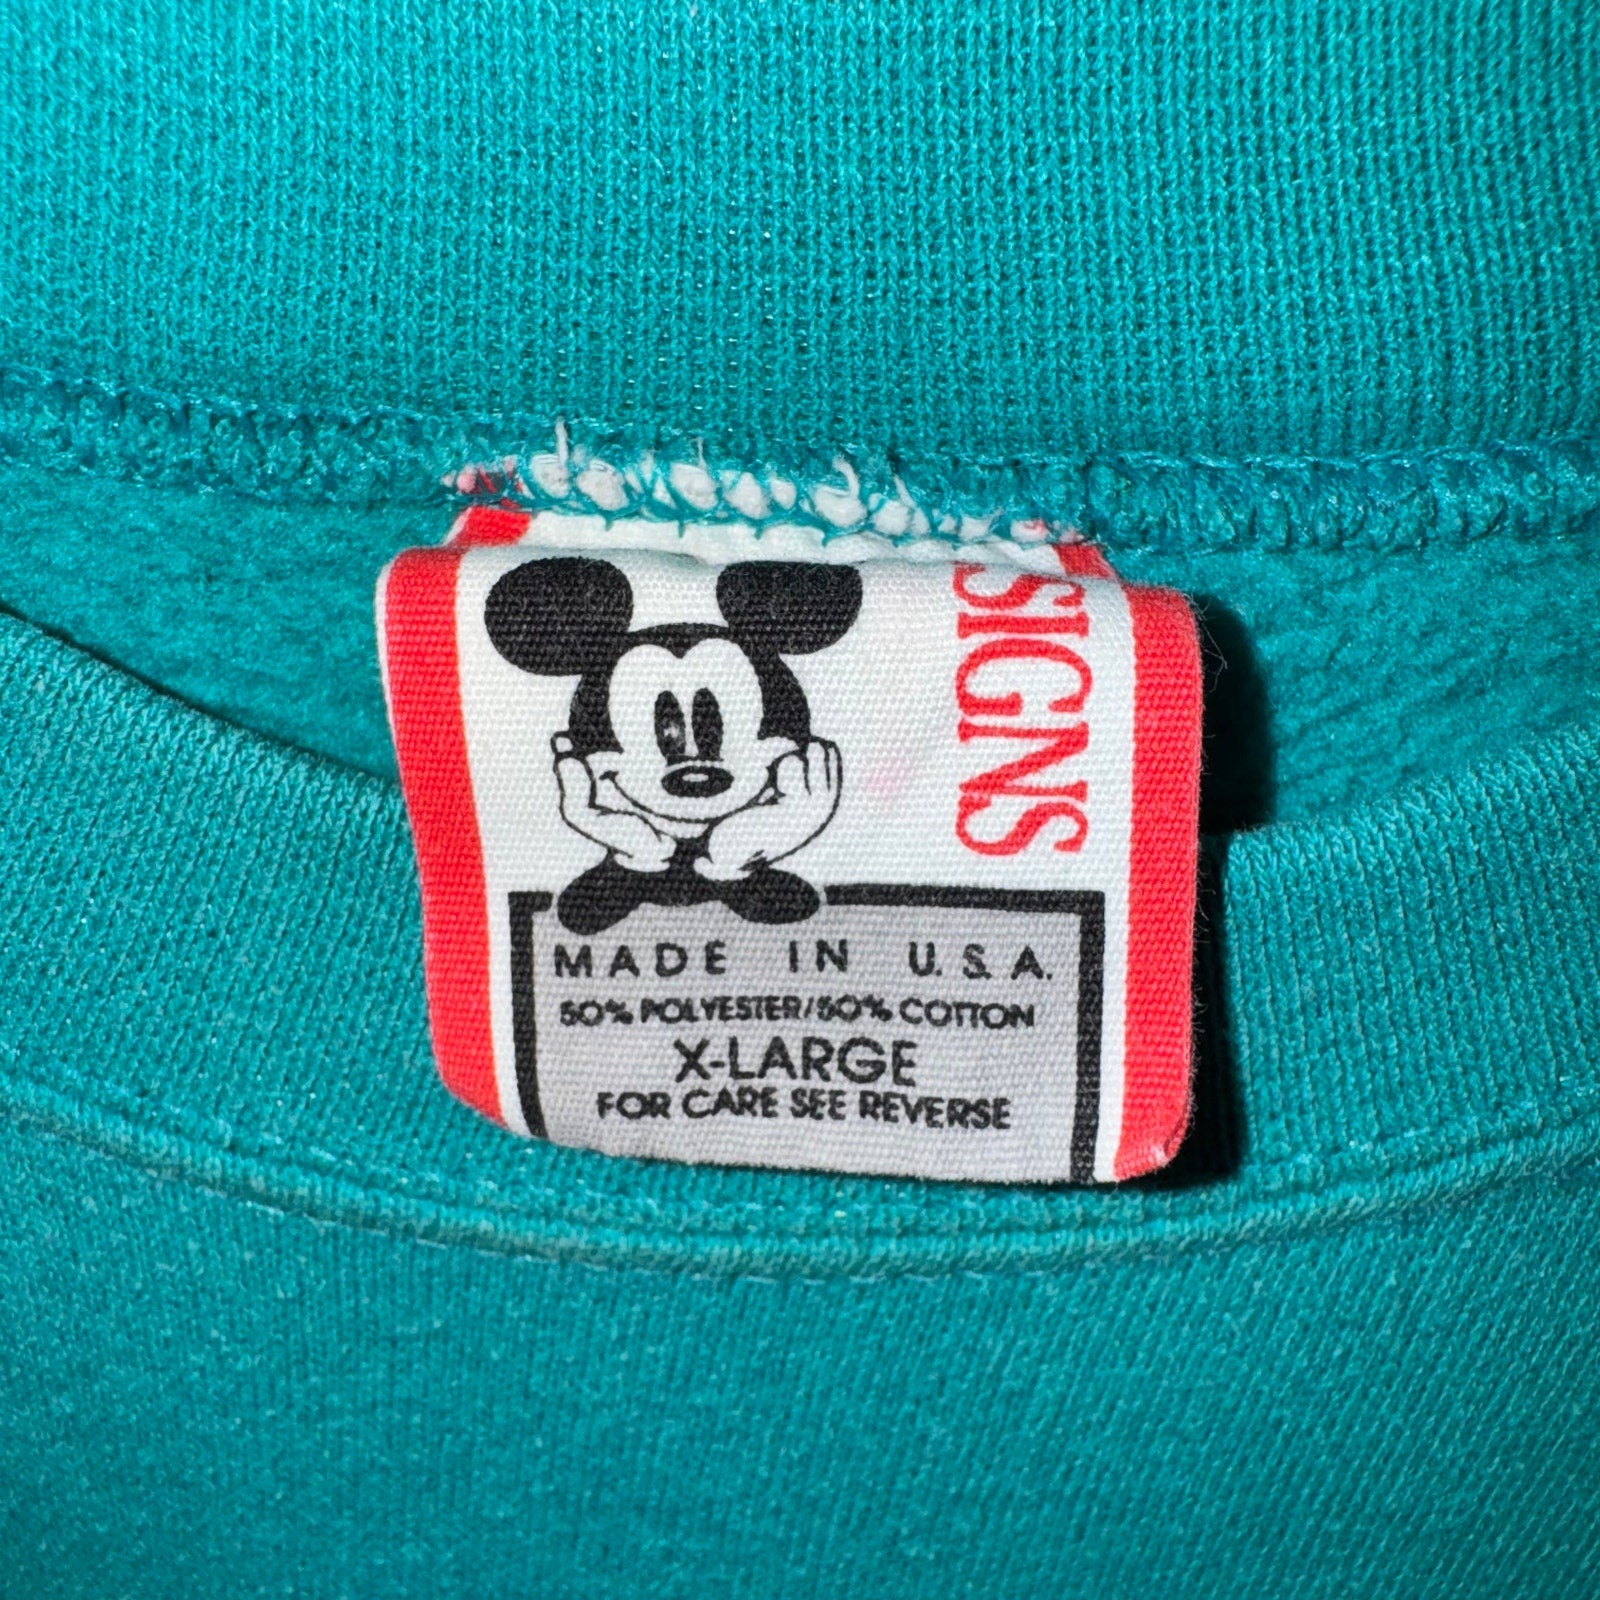 SIGNS
MADE IN U.S.A.
50% POLYESTER/50% COTTON
X-LARGE
FOR CARE SEE REVERSE